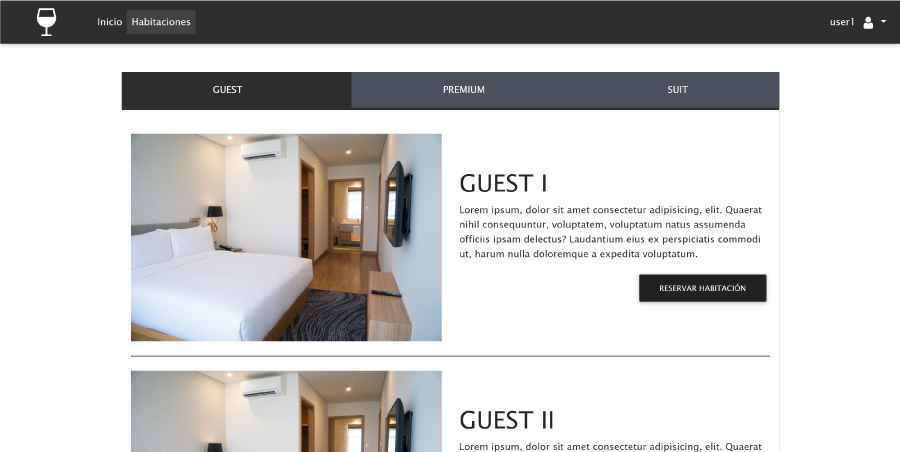 Inicio Habitaciones user1
GUEST PREMIUM SUIT
GUEST I
Lorem ipsum, dolor sit amet consectetur adipisicing, elit. Quaerat
nihil consequuntur, voluptatem, voluptatum natus assumenda
officiis ipsam delectus? Laudantium eius ex perspiciatis commodi
ut, harum nulla doloremque a expedita voluptatum.
RESERVAR HABITACIÓN
GUEST II
Lorem ipsum, dolor sit amet consectetur adipisicing, elit. Quaerat